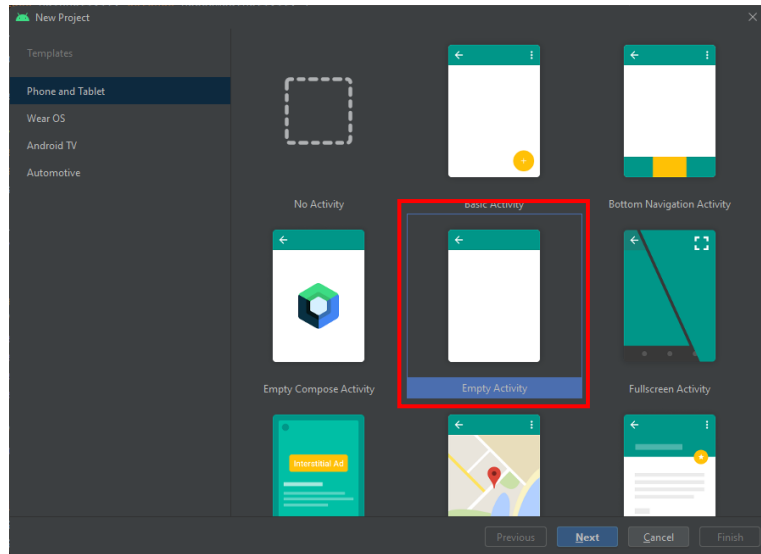 New Project
Templates
Phone and Tablet
Wear OS
Android TV
Automotive
No Activity
Basic Activity
Bottom Navigation Activity
Empty Compose Activity
Empty Activity
Fullscreen Activity
Interstitial Ad
Previous
Next
Cancel
Finish